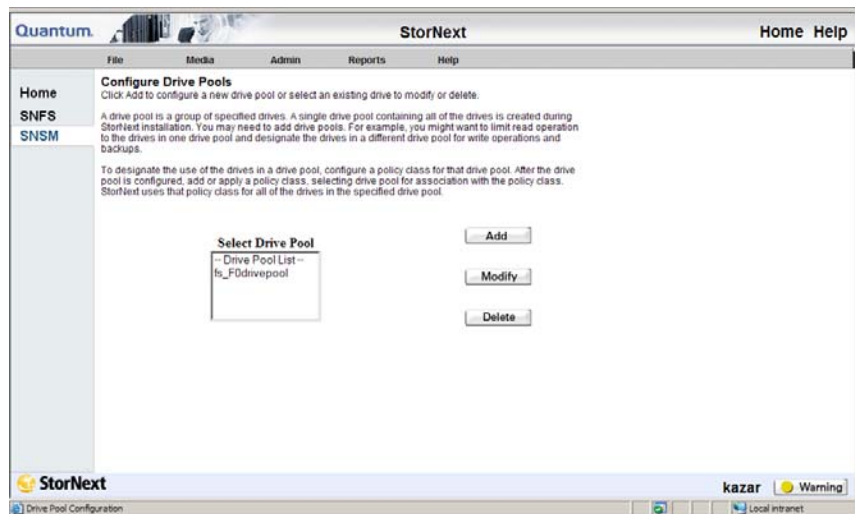 Quantum.
StorNext
Home Help
File Media Admin Reports Help
Home
SNFS
SNSM
Configure Drive Pools
Click Add to configure a new drive pool or select an existing drive to modify or delete.
A drive pool is a group of specified drives. A single drive pool containing all of the drives is created during
StorNext installation. You may need to add drive pools. For example, you might want to limit read operation
to the drives in one drive pool and designate the drives in a different drive pool for write operations and
backups.
To designate the use of the drives in a drive pool, configure a policy class for that drive pool. After the drive
pool is configured, add or apply a policy class, selecting drive pool for association with the policy class.
StorNext uses that policy class for all of the drives in the specified drive pool.
Select Drive Pool
-- Drive Pool List --
fs_F0drivepool
Add
Modify
Delete
StorNext
kazar Warning
Drive Pool Configuration
Local intranet